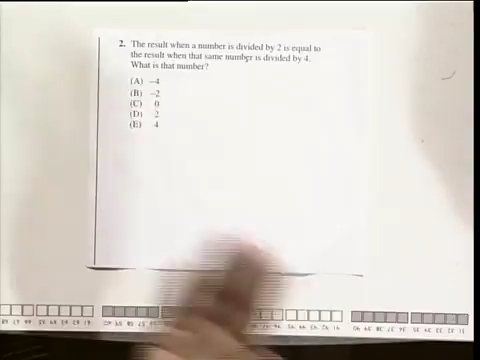 2. The result when a number is divided by 2 is equal to
the result when that same number is divided by 4.
What is that number?
(A) –4
(B) –2
(C) 0
(D) 2
(E) 4